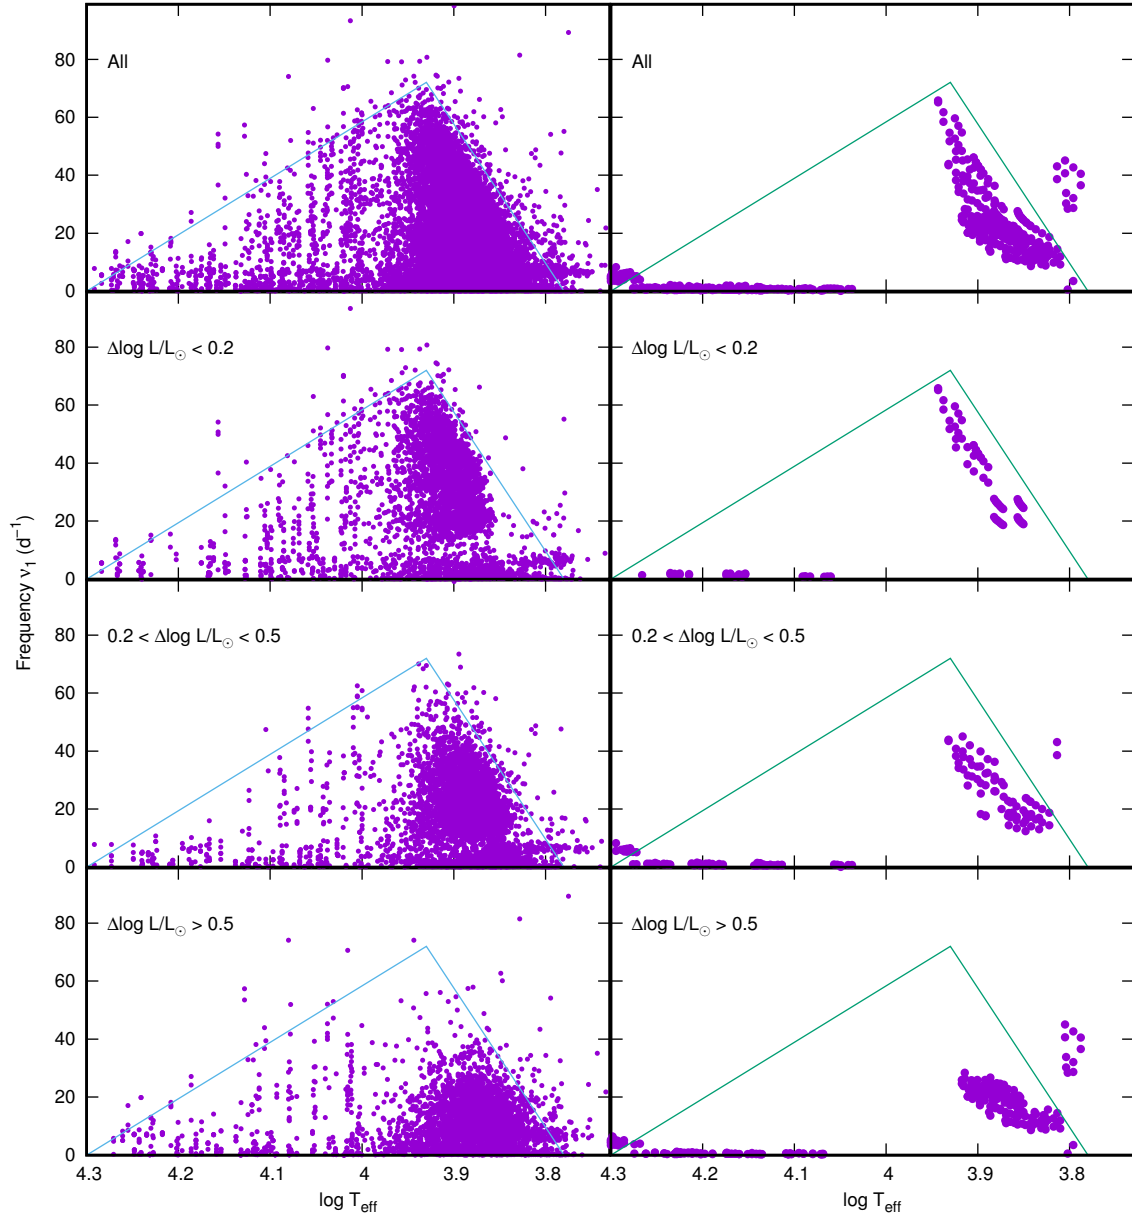 All
All
80
60
40
20
0
Δlog L/L☉ < 0.2
Δlog L/L☉ < 0.2
80
60
40
20
0
Frequency ν₁ (d⁻¹)
0.2 < Δlog L/L☉ < 0.5
0.2 < Δlog L/L☉ < 0.5
80
60
40
20
0
Δlog L/L☉ > 0.5
Δlog L/L☉ > 0.5
80
60
40
20
0
4.3 4.2 4.1 4 3.9 3.8 4.3 4.2 4.1 4 3.9 3.8
log T_eff log T_eff